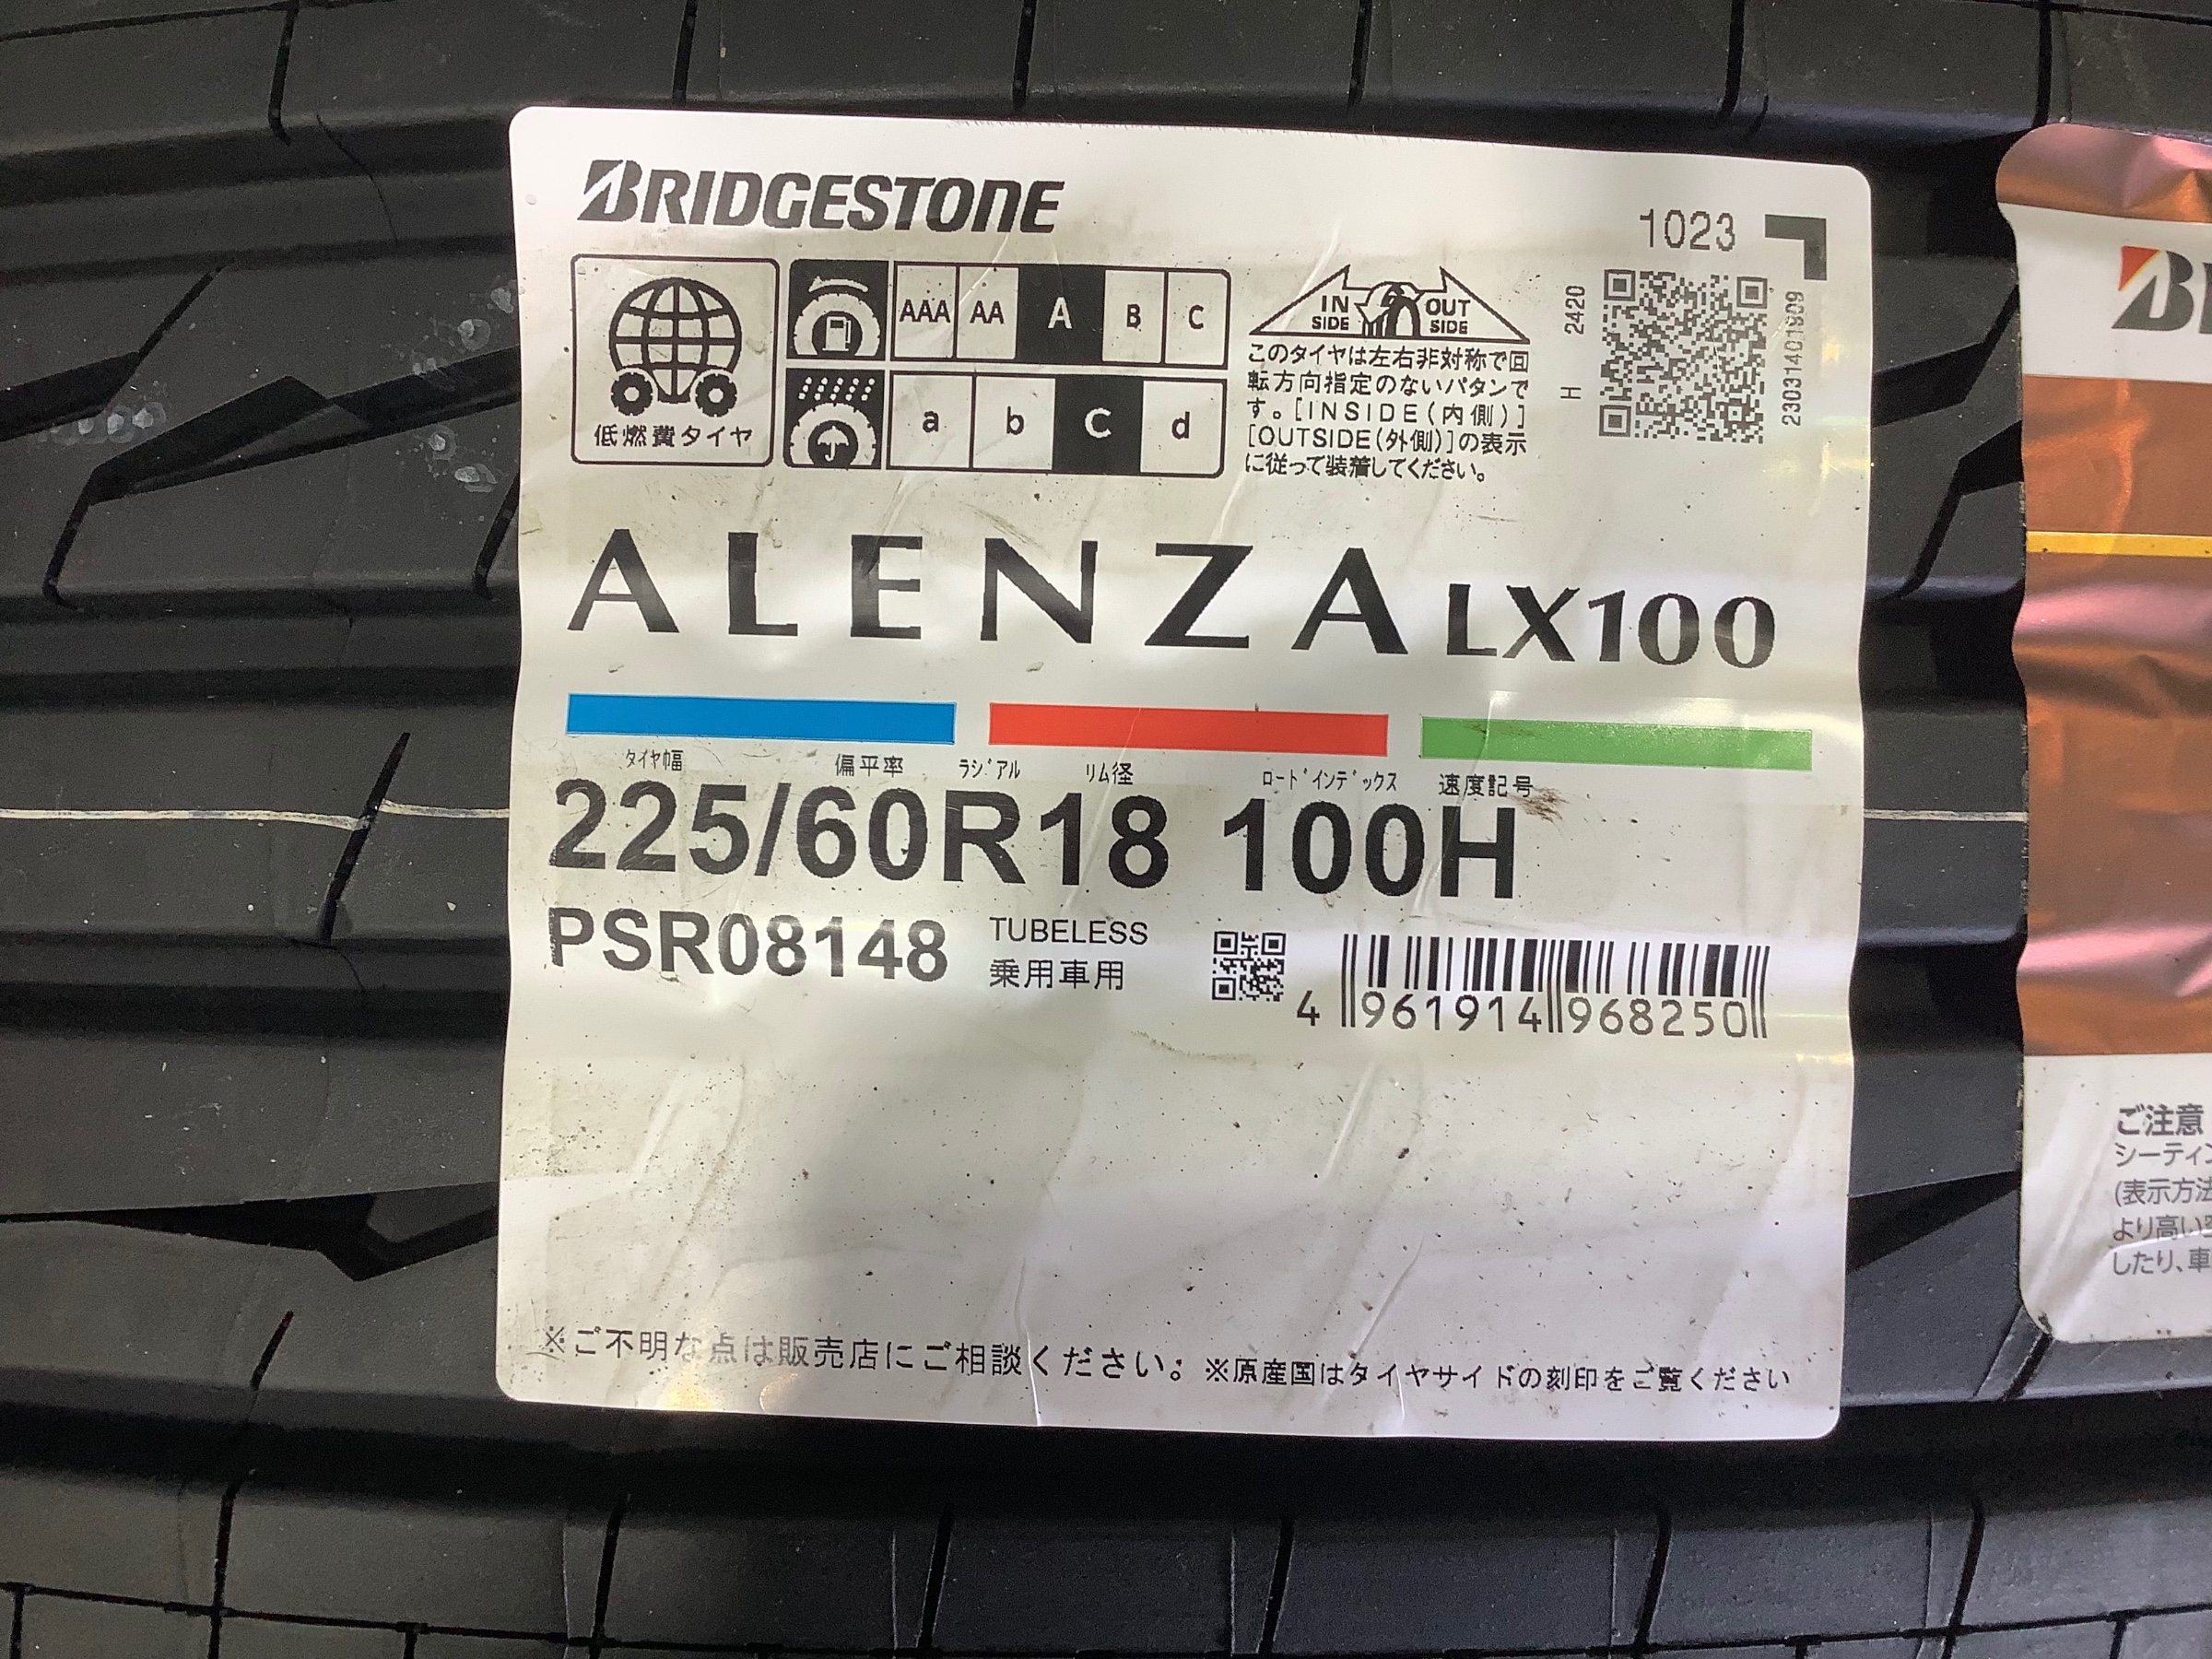 BRIDGESTONE
1023
低燃費タイヤ
AAA AA A B C
a b c d
IN SIDE OUT SIDE
このタイヤは左右非対称で回
転方向指定のないパタンで
す。[INSIDE(内側)]
[OUTSIDE(外側)]の表示
に従って装着してください。
H 2420
23031401909
ALENZA LX100
タイヤ幅 偏平率 ラジアル リム径 ロードインデックス 速度記号
225/60R18 100H
PSR08148
TUBELESS
乗用車用
4 961914 968250
※ご不明な点は販売店にご相談ください。※原産国はタイヤサイドの刻印をご覧ください
ご注意
シーティン
(表示方法
より高い
したり、車